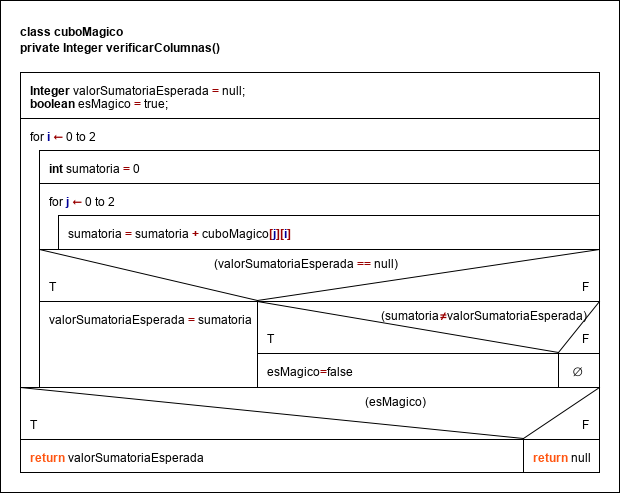 class cuboMagico
private Integer verificarColumnas()
Integer valorSumatoriaEsperada = null;
boolean esMagico = true;
for i ← 0 to 2
int sumatoria = 0
for j ← 0 to 2
sumatoria = sumatoria + cuboMagico[j][i]
(valorSumatoriaEsperada == null)
T F
valorSumatoriaEsperada = sumatoria
(sumatoria≠valorSumatoriaEsperada)
T F
esMagico=false ∅
(esMagico)
T F
return valorSumatoriaEsperada return null